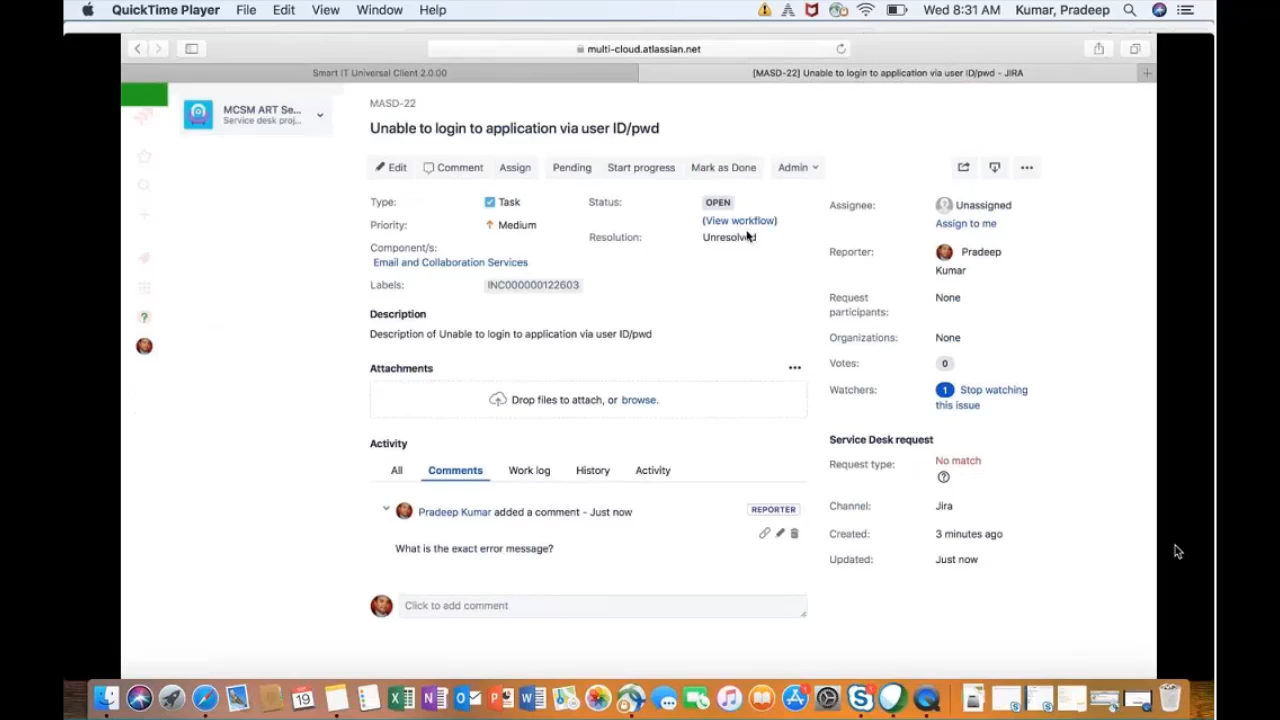 QuickTime Player File Edit View Window Help Wed 8:31 AM Kumar, Pradeep
multi-cloud.atlassian.net
Smart IT Universal Client 2.0.00 [MASD-22] Unable to login to application via user ID/pwd - JIRA
MCSM ART Se...
Service desk proj...
MASD-22
Unable to login to application via user ID/pwd
Edit Comment Assign Pending Start progress Mark as Done Admin
Type: Task
Priority: Medium
Component/s:
Email and Collaboration Services
Labels: INC000000122603
Status: OPEN
(View workflow)
Resolution: Unresolved
Description
Description of Unable to login to application via user ID/pwd
Attachments
Drop files to attach, or browse.
Activity
All Comments Work log History Activity
Pradeep Kumar added a comment - Just now REPORTER
What is the exact error message?
Click to add comment
Assignee: Unassigned
Assign to me
Reporter: Pradeep
Kumar
Request
participants: None
Organizations: None
Votes: 0
Watchers: 1 Stop watching
this issue
Service Desk request
Request type: No match
Channel: Jira
Created: 3 minutes ago
Updated: Just now
19